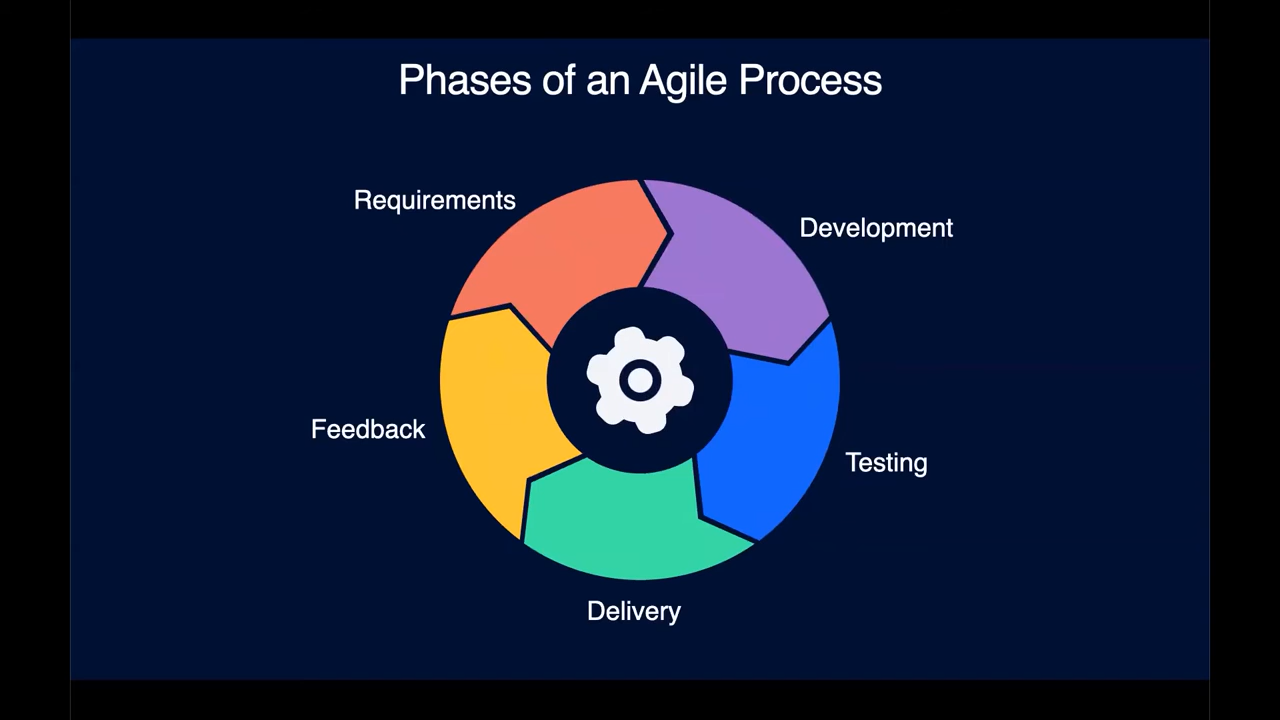 Phases of an Agile Process
Requirements
Development
Feedback
Testing
Delivery